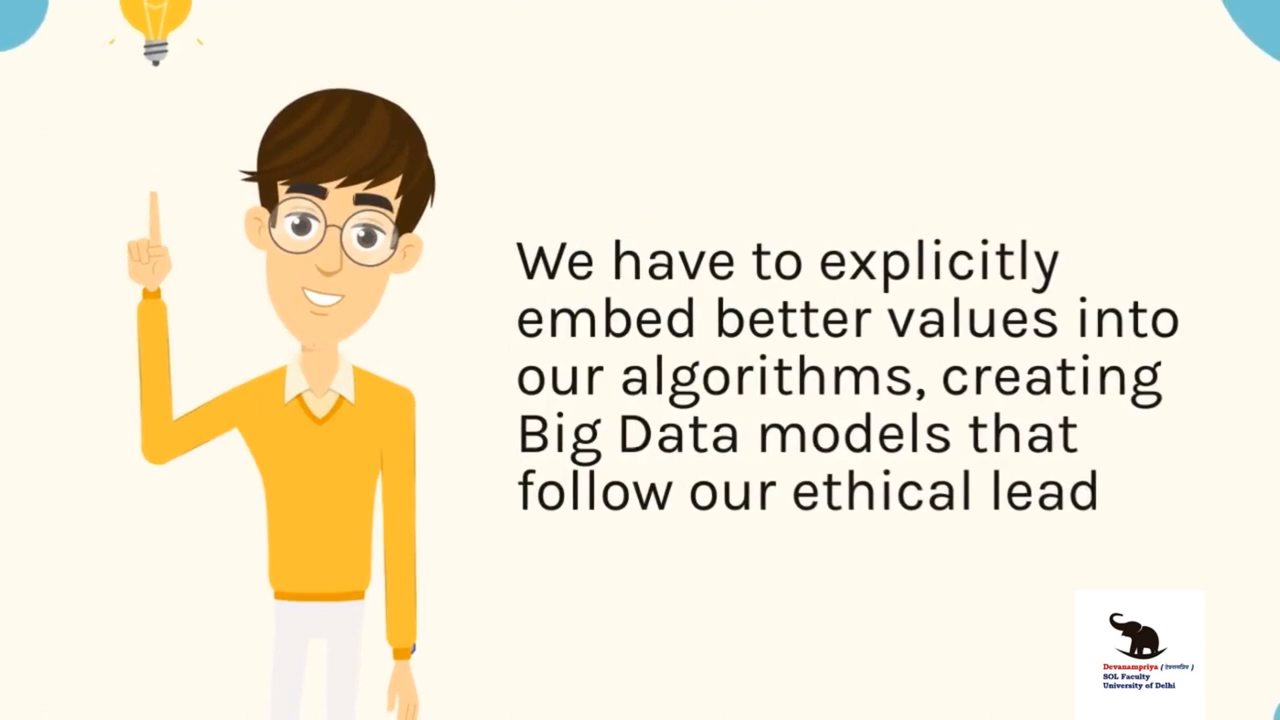 We have to explicitly
embed better values into
our algorithms, creating
Big Data models that
follow our ethical lead
Devanampriya ( देवानामप्रिय )
SOL Faculty
University of Delhi